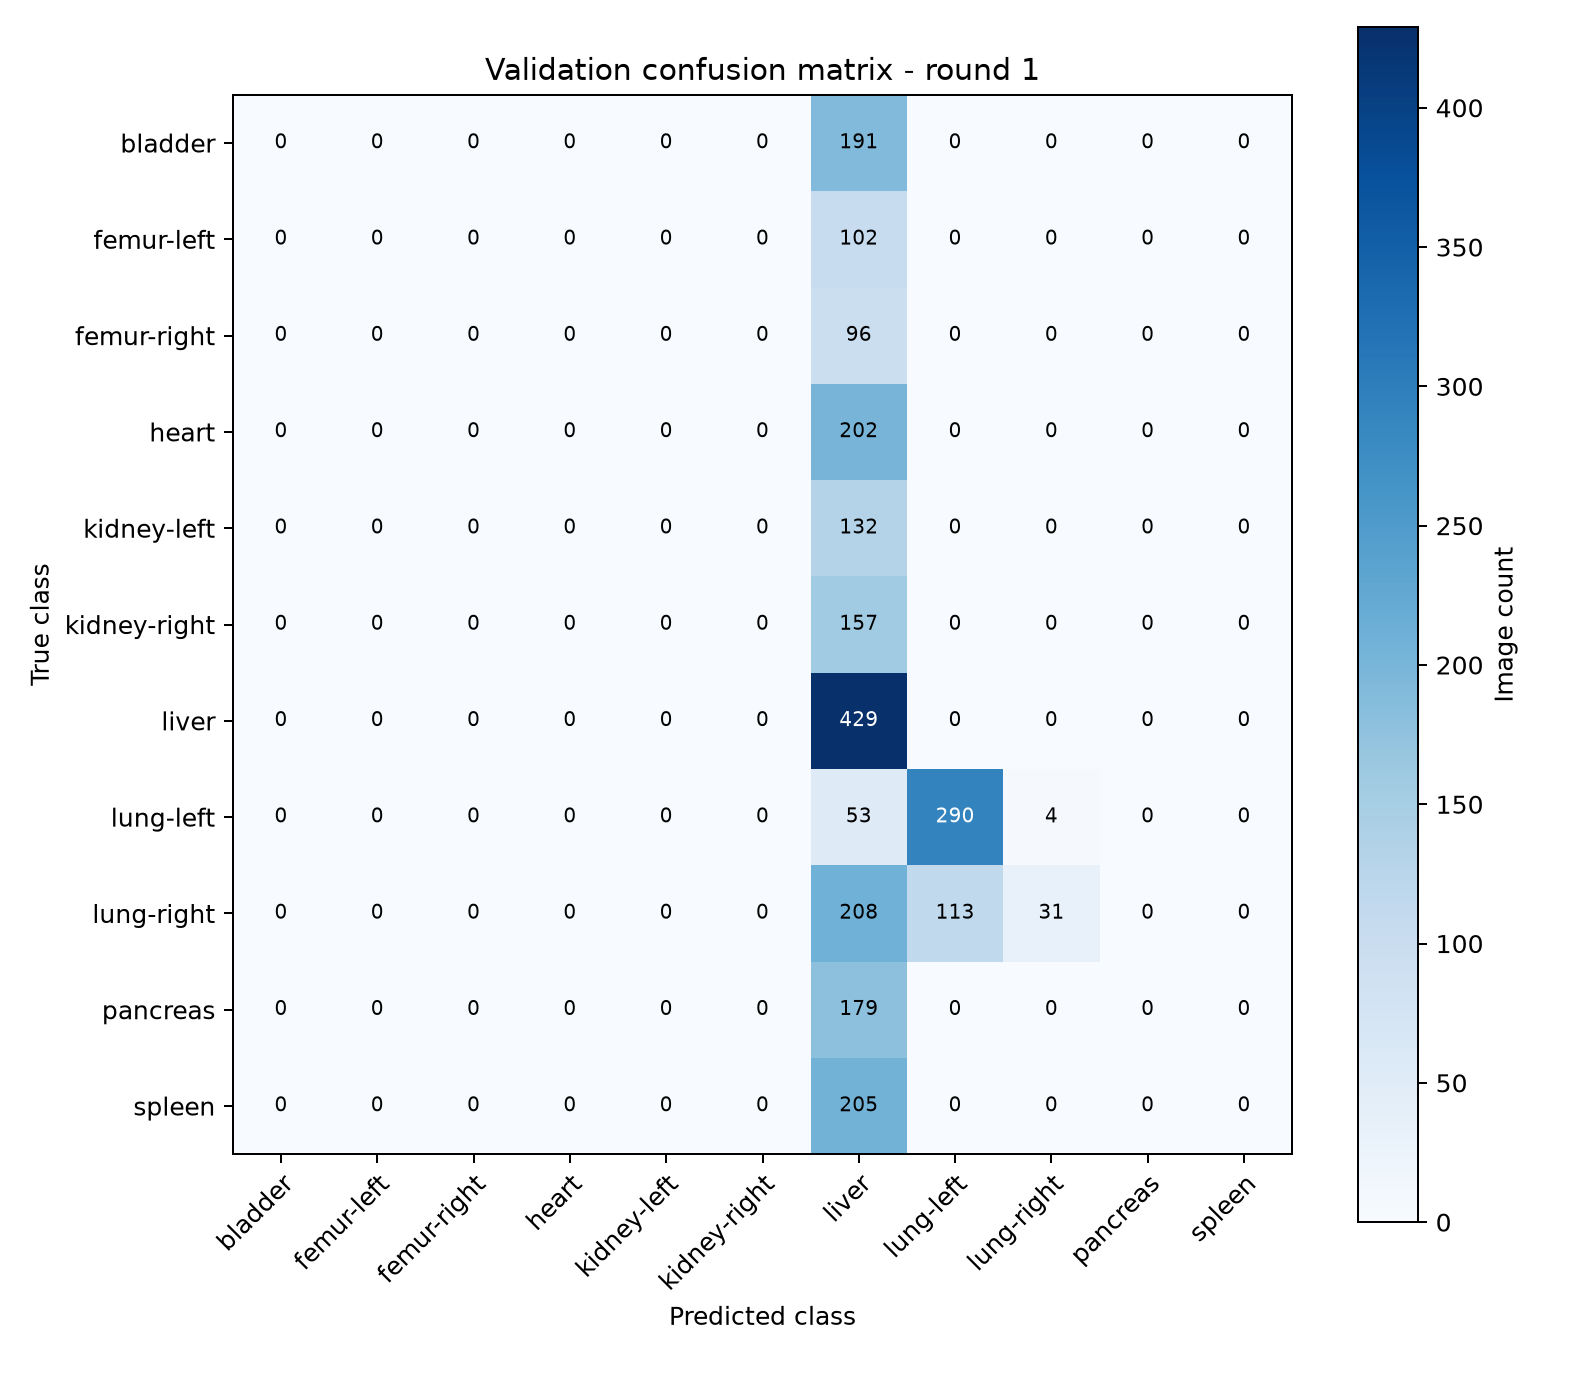 Validation confusion matrix - round 1
bladder 0 0 0 0 0 0 191 0 0 0 0
femur-left 0 0 0 0 0 0 102 0 0 0 0
femur-right 0 0 0 0 0 0 96 0 0 0 0
heart 0 0 0 0 0 0 202 0 0 0 0
kidney-left 0 0 0 0 0 0 132 0 0 0 0
kidney-right 0 0 0 0 0 0 157 0 0 0 0
liver 0 0 0 0 0 0 429 0 0 0 0
lung-left 0 0 0 0 0 0 53 290 4 0 0
lung-right 0 0 0 0 0 0 208 113 31 0 0
pancreas 0 0 0 0 0 0 179 0 0 0 0
spleen 0 0 0 0 0 0 205 0 0 0 0
True class
bladder femur-left femur-right heart kidney-left kidney-right liver lung-left lung-right pancreas spleen
Predicted class
400
350
300
250
200
150
100
50
0
Image count